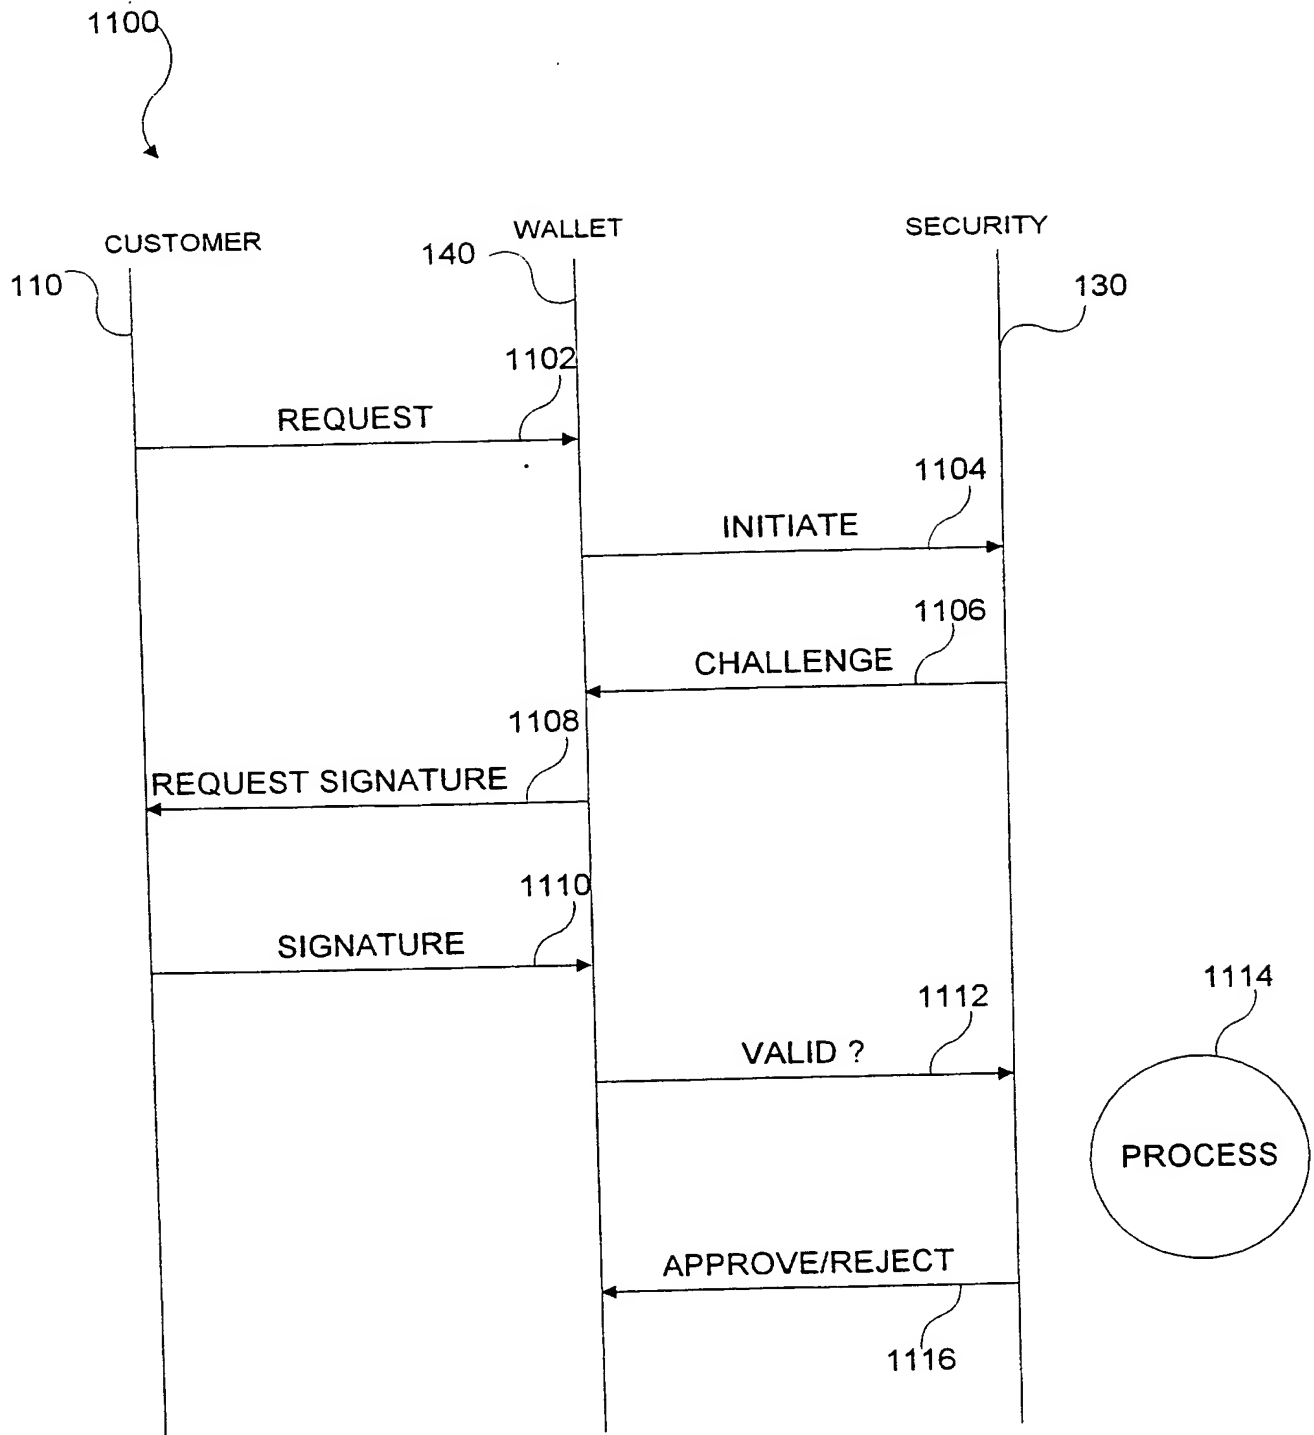 1100
CUSTOMER
WALLET
SECURITY
110
140
130
1102
REQUEST
1104
INITIATE
1106
CHALLENGE
1108
REQUEST SIGNATURE
1110
SIGNATURE
1112
VALID ?
1114
PROCESS
APPROVE/REJECT
1116